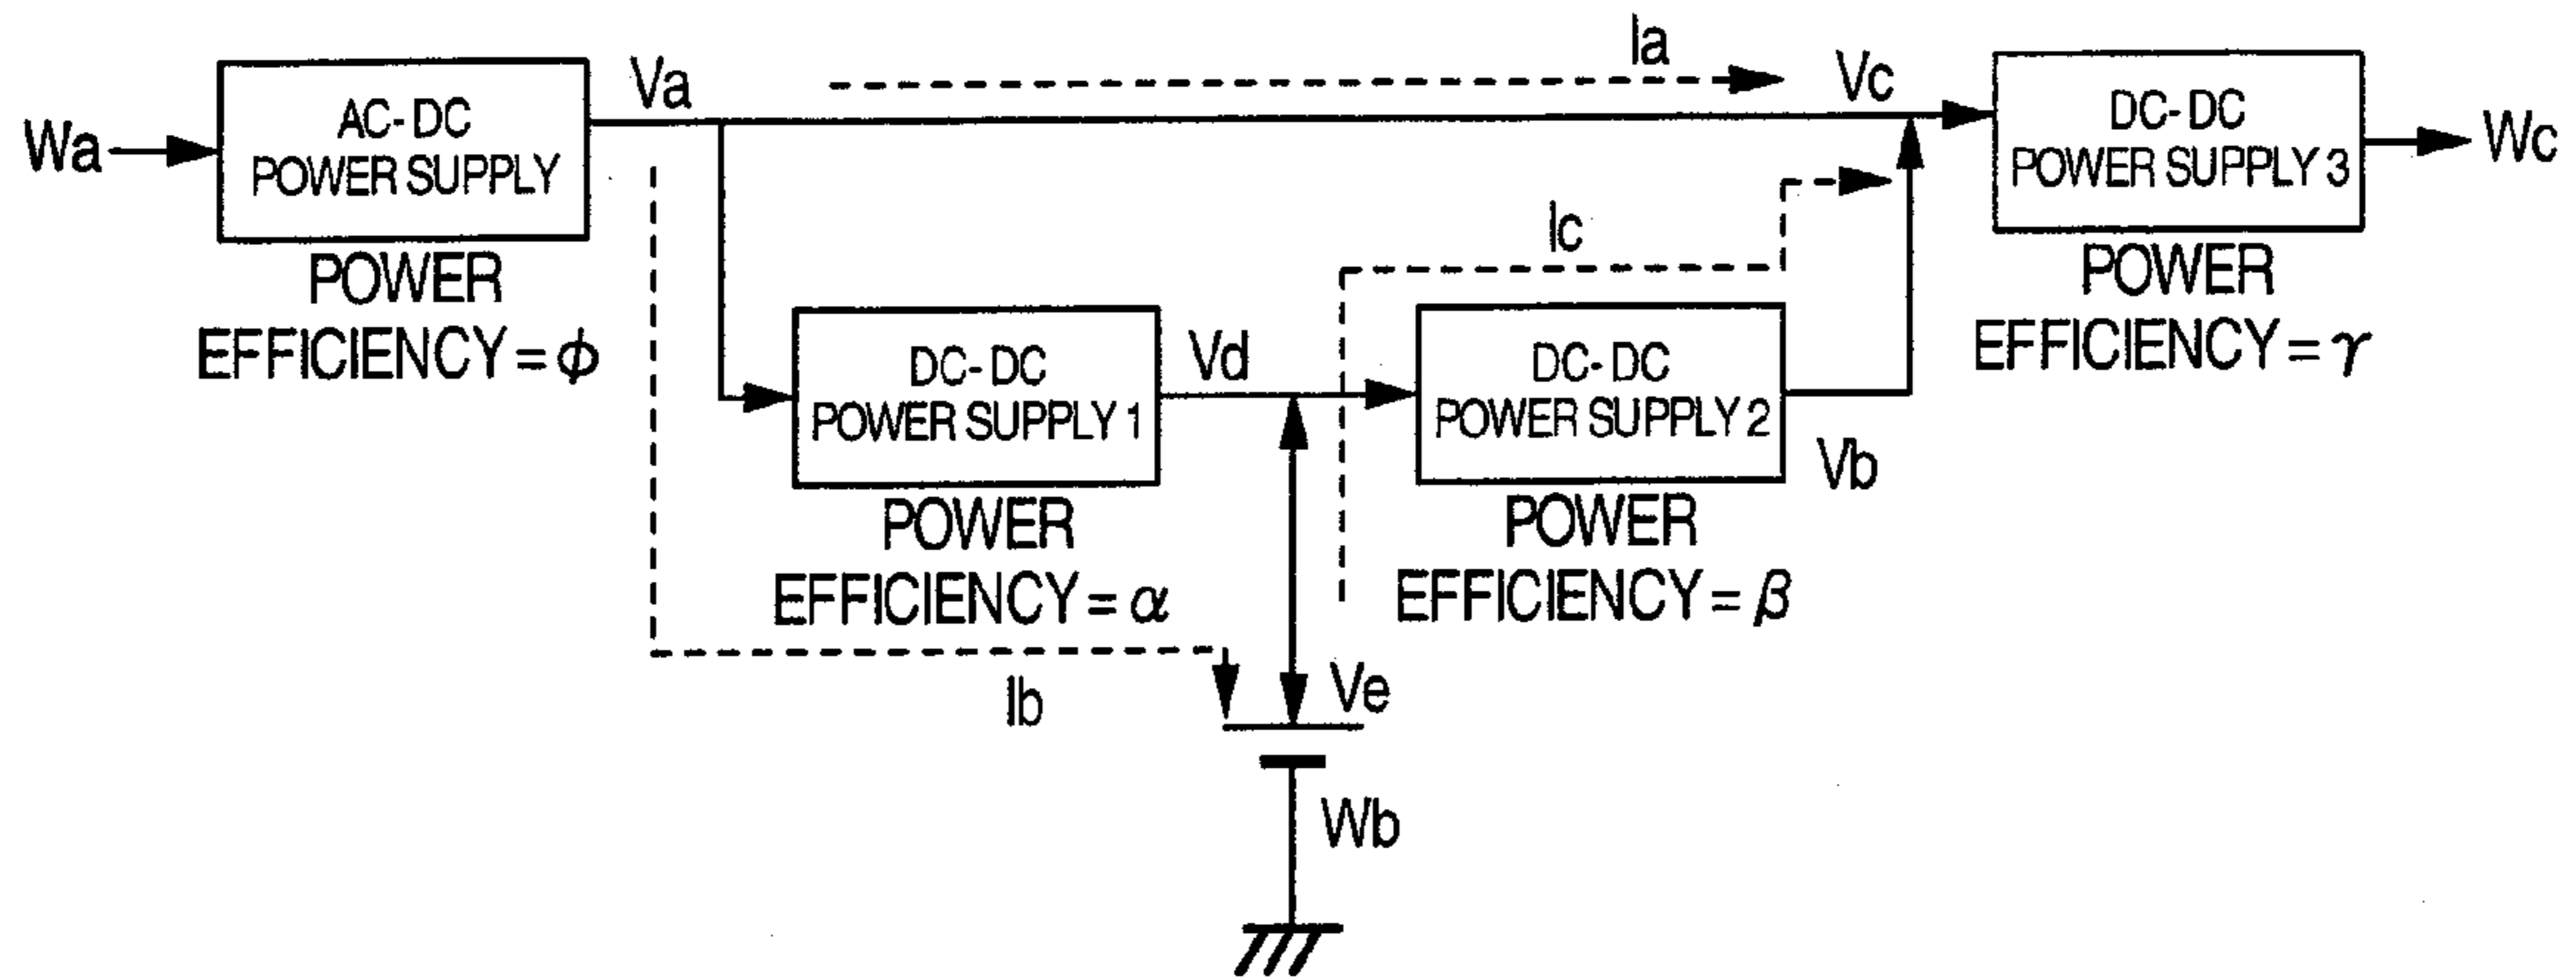 Ia
Va
Vc
Wa
AC-DC
POWER SUPPLY
DC-DC
POWER SUPPLY 3
Wc
POWER
EFFICIENCY = ϕ
Ic
POWER
EFFICIENCY = γ
DC-DC
POWER SUPPLY 1
Vd
DC-DC
POWER SUPPLY 2
Vb
POWER
EFFICIENCY = α
POWER
EFFICIENCY = β
Ib
Ve
Wb